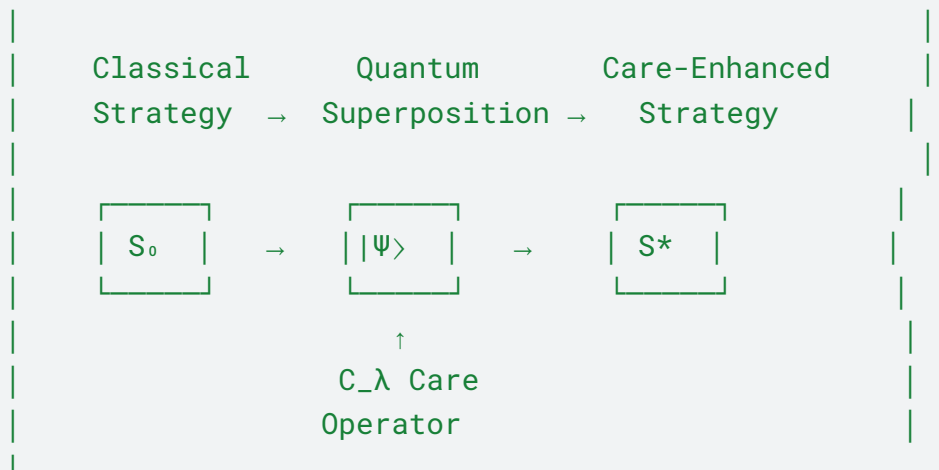 Classical Quantum Care-Enhanced
Strategy → Superposition → Strategy
S₀ → |Ψ⟩ → S*
↑
C_λ Care
Operator